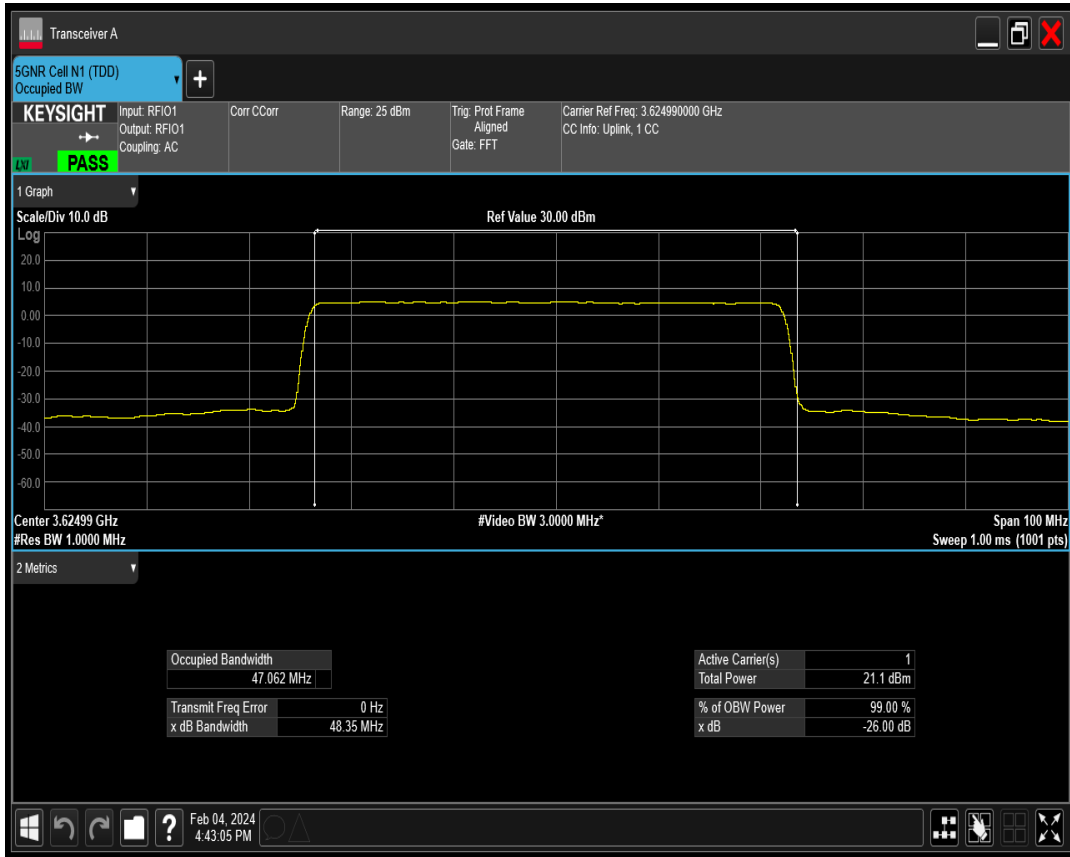 Transceiver A
5GNR Cell N1 (TDD)
Occupied BW
KEYSIGHT
LXI
PASS
Input: RFIO1
Output: RFIO1
Coupling: AC
Corr CCorr
Range: 25 dBm
Trig: Prot Frame
Aligned
Gate: FFT
Carrier Ref Freq: 3.624990000 GHz
CC Info: Uplink, 1 CC
1 Graph
Scale/Div 10.0 dB
Ref Value 30.00 dBm
Log
20.0
10.0
0.00
-10.0
-20.0
-30.0
-40.0
-50.0
-60.0
Center 3.62499 GHz
#Video BW 3.0000 MHz*
Span 100 MHz
#Res BW 1.0000 MHz
Sweep 1.00 ms (1001 pts)
2 Metrics
Occupied Bandwidth
47.062 MHz
Transmit Freq Error 0 Hz
x dB Bandwidth 48.35 MHz
Active Carrier(s) 1
Total Power 21.1 dBm
% of OBW Power 99.00 %
x dB -26.00 dB
?
Feb 04, 2024
4:43:05 PM